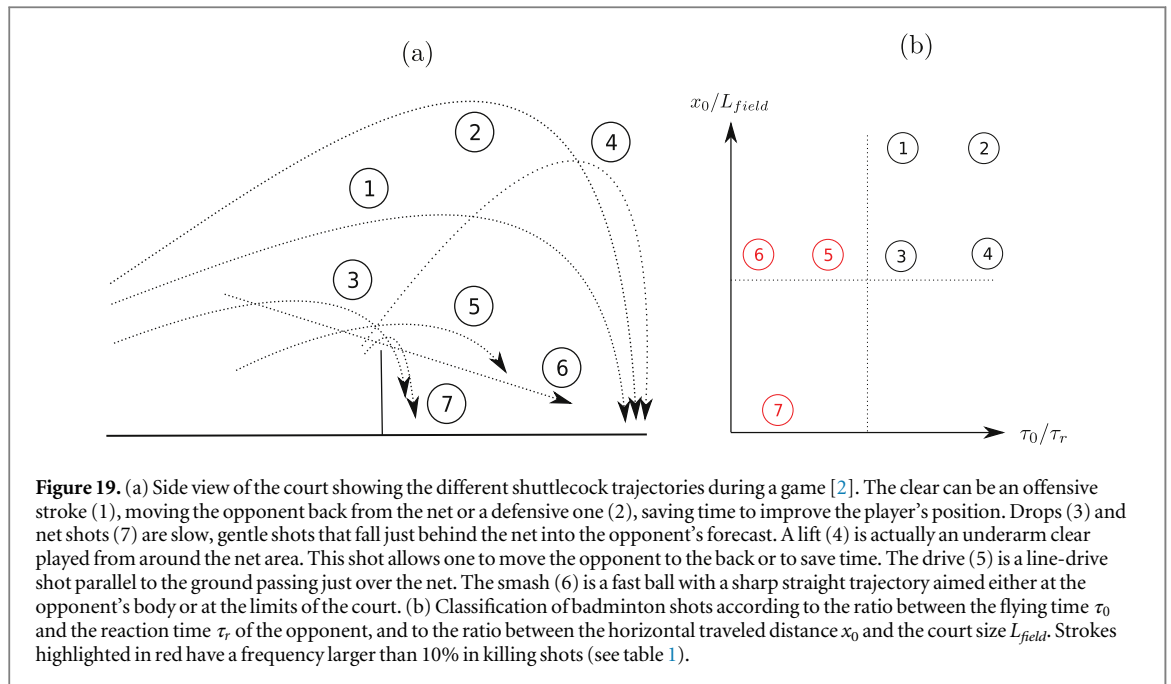 (a)
(b)
x₀/L_field
2
4
1
3
5
6
7
1
2
6
5
3
4
7
τ₀/τᵣ
Figure 19. (a) Side view of the court showing the different shuttlecock trajectories during a game [2]. The clear can be an offensive
stroke (1), moving the opponent back from the net or a defensive one (2), saving time to improve the player's position. Drops (3) and
net shots (7) are slow, gentle shots that fall just behind the net into the opponent's forecast. A lift (4) is actually an underarm clear
played from around the net area. This shot allows one to move the opponent to the back or to save time. The drive (5) is a line-drive
shot parallel to the ground passing just over the net. The smash (6) is a fast ball with a sharp straight trajectory aimed either at the
opponent's body or at the limits of the court. (b) Classification of badminton shots according to the ratio between the flying time τ₀
and the reaction time τᵣ of the opponent, and to the ratio between the horizontal traveled distance x₀ and the court size L_field. Strokes
highlighted in red have a frequency larger than 10% in killing shots (see table 1).